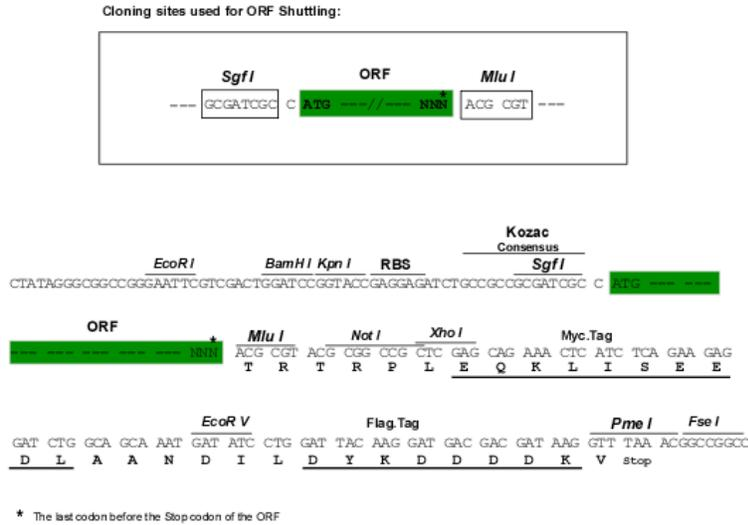 Cloning sites used for ORF Shuttling:
Sgf I ORF Mlu I
--- GCGATCGC C ATG ---//--- NNN* ACG CGT ---
Kozac
Consensus
EcoR I BamH I Kpn I RBS Sgf I
CTATAGGGCGGCCGGGAATTCGTCGACTGGATCCGGTACCGAGGAGATCTGCCGCCGCGATCGC C ATG --- ---
ORF Mlu I Not I Xho I Myc.Tag
--- --- --- --- --- --- NNN* ACG CGT ACG CGG CCG CTC GAG CAG AAA CTC ATC TCA GAA GAG
T R T R P L E Q K L I S E E
EcoR V Flag.Tag Pme I Fse I
GAT CTG GCA GCA AAT GAT ATC CTG GAT TAC AAG GAT GAC GAC GAT AAG GTT TAA ACGGCCGGCC
D L A A N D I L D Y K D D D D K V Stop
* The last codon before the Stop codon of the ORF